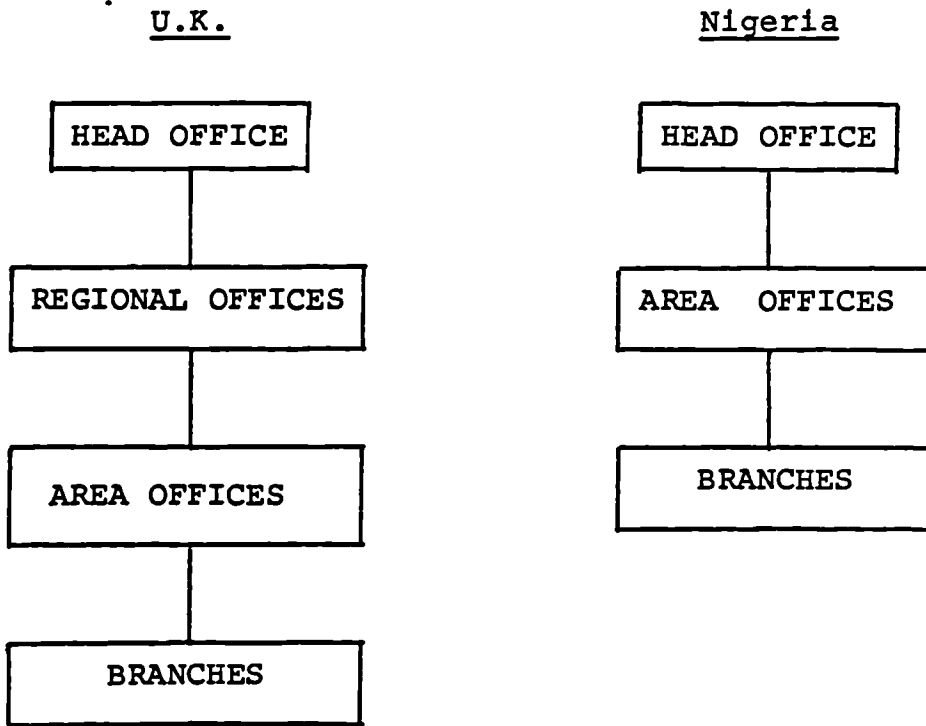 U.K.
HEAD OFFICE
REGIONAL OFFICES
AREA OFFICES
BRANCHES
Nigeria
HEAD OFFICE
AREA OFFICES
BRANCHES